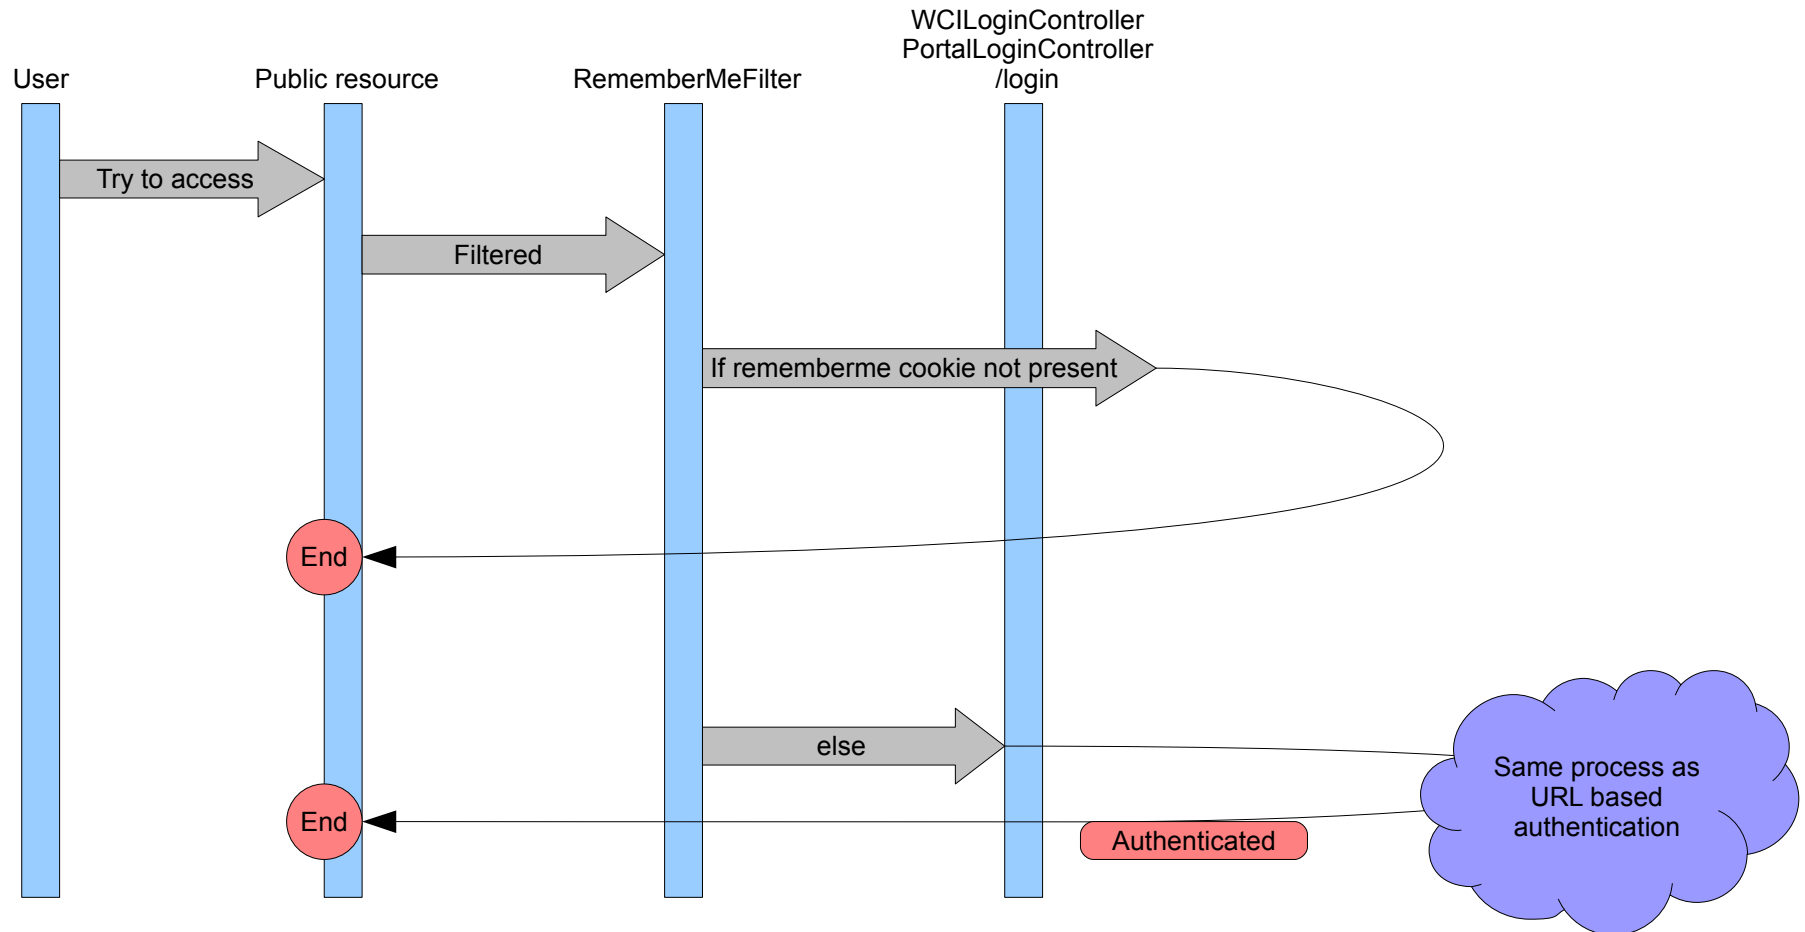 WCILoginController
PortalLoginController
/login
User
Public resource
RememberMeFilter
Try to access
Filtered
If rememberme cookie not present
End
else
Same process as
URL based
authentication
End
Authenticated